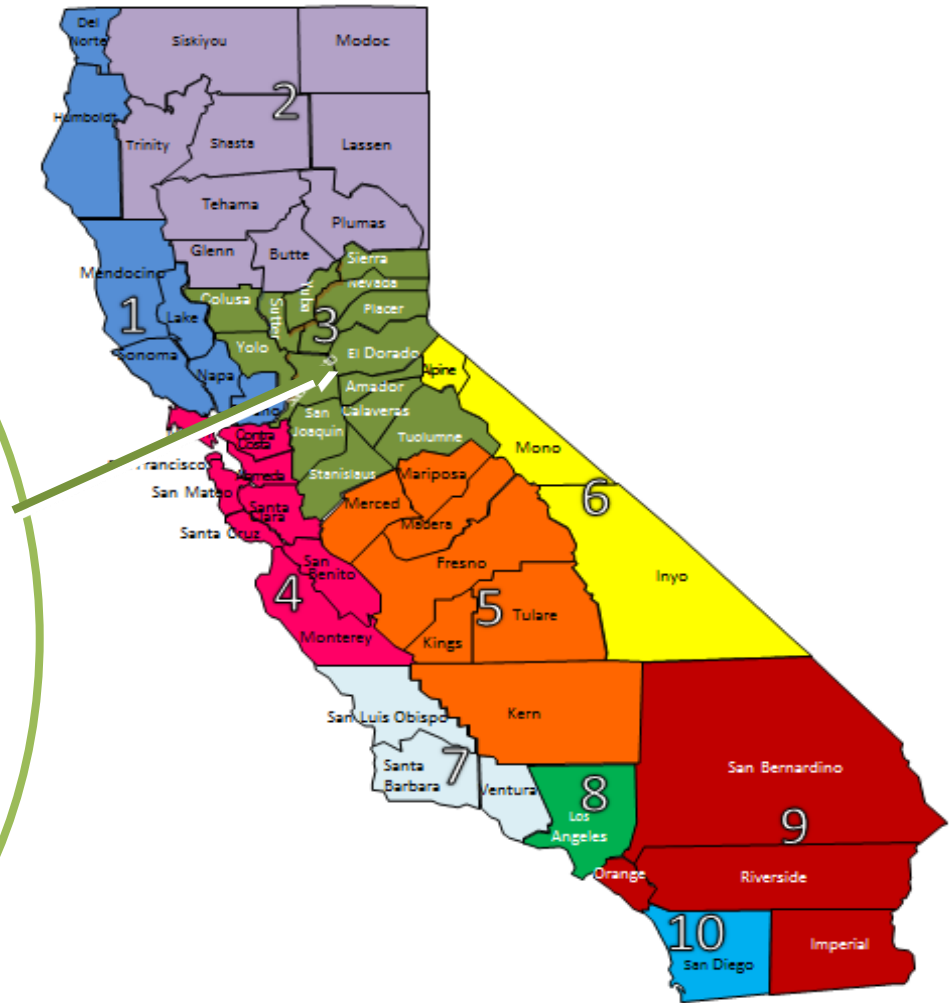 Del
Norte
Siskiyou
Modoc
2
Humboldt
Trinity
Shasta
Lassen
Tehama
Plumas
Glenn
Butte
Sierra
Mendocino
Nevada
Colusa
Yuba
Sutter
Placer
1
Lake
3
Sonoma
Yolo
El Dorado
Napa
Alpine
Amador
San
Joaquin
Calaveras
Contra
Costa
Tuolumne
Mono
Alameda
Stanislaus
Mariposa
San Mateo
Merced
6
Santa
Madera
Santa Cruz
San
Benito
Fresno
Inyo
4
5
Tulare
Monterey
Kings
San Luis Obispo
Kern
7
Santa
Barbara
San Bernardino
Ventura
8
Los
Angeles
9
Orange
Riverside
10
San Diego
Imperial